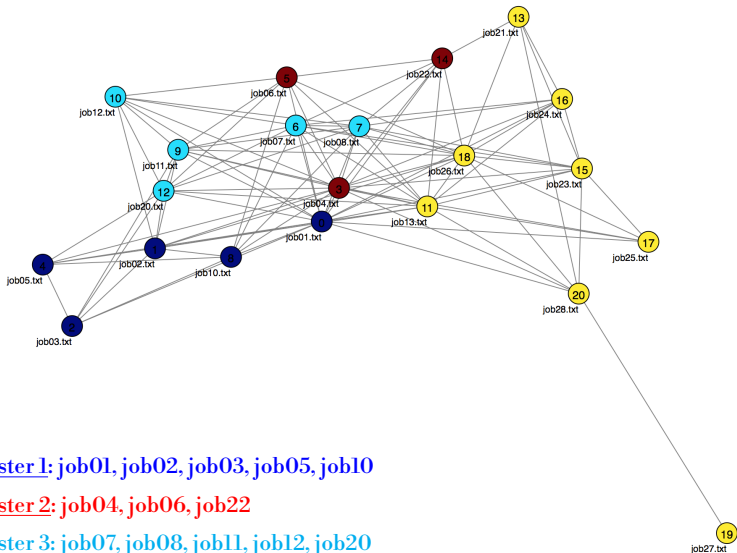 13
job21.txt
14
job22.txt
5
job06.txt
10
job12.txt
16
job24.txt
6
job07.txt
7
job08.txt
9
job11.txt
18
job26.txt
15
job23.txt
12
job20.txt
3
job04.txt
11
job13.txt
job01.txt
17
job25.txt
1
job02.txt
8
job10.txt
4
job05.txt
20
job28.txt
2
job03.txt
ster 1: job01, job02, job03, job05, job10
ster 2: job04, job06, job22
ster 3: job07, job08, job11, job12, job20
19
job27.txt